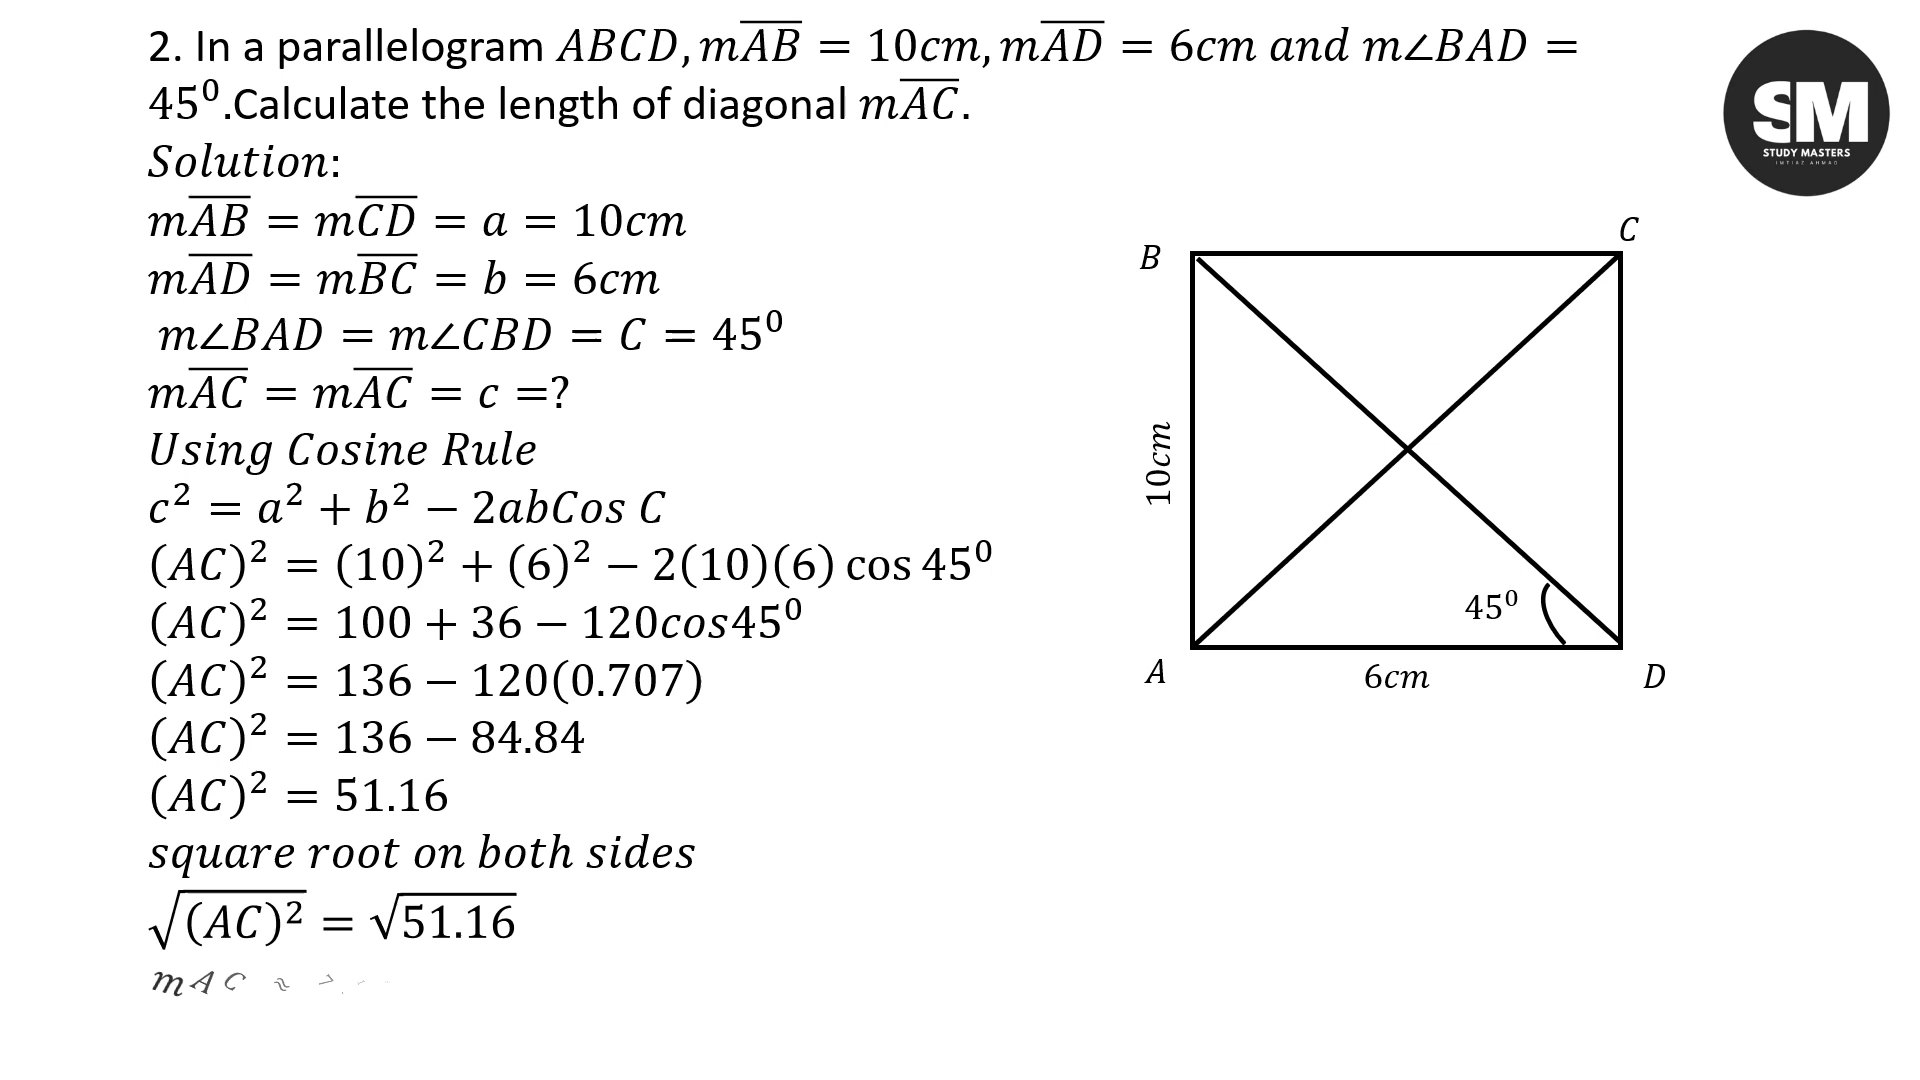 2. In a parallelogram ABCD, mAB̅ = 10cm, mAD̅ = 6cm and m∠BAD =
45⁰.Calculate the length of diagonal mAC̅.
Solution:
mAB̅ = mCD̅ = a = 10cm
mAD̅ = mBC̅ = b = 6cm
m∠BAD = m∠CBD = C = 45⁰
mAC̅ = mAC̅ = c =?
Using Cosine Rule
c² = a² + b² − 2abCos C
(AC)² = (10)² + (6)² − 2(10)(6) cos 45⁰
(AC)² = 100 + 36 − 120cos45⁰
(AC)² = 136 − 120(0.707)
(AC)² = 136 − 84.84
(AC)² = 51.16
square root on both sides
√(AC)² = √51.16
mAC ≈ 7.
SM
STUDY MASTERS
IMTIAZ AHMAD
C
B
10cm
45⁰
A
6cm
D